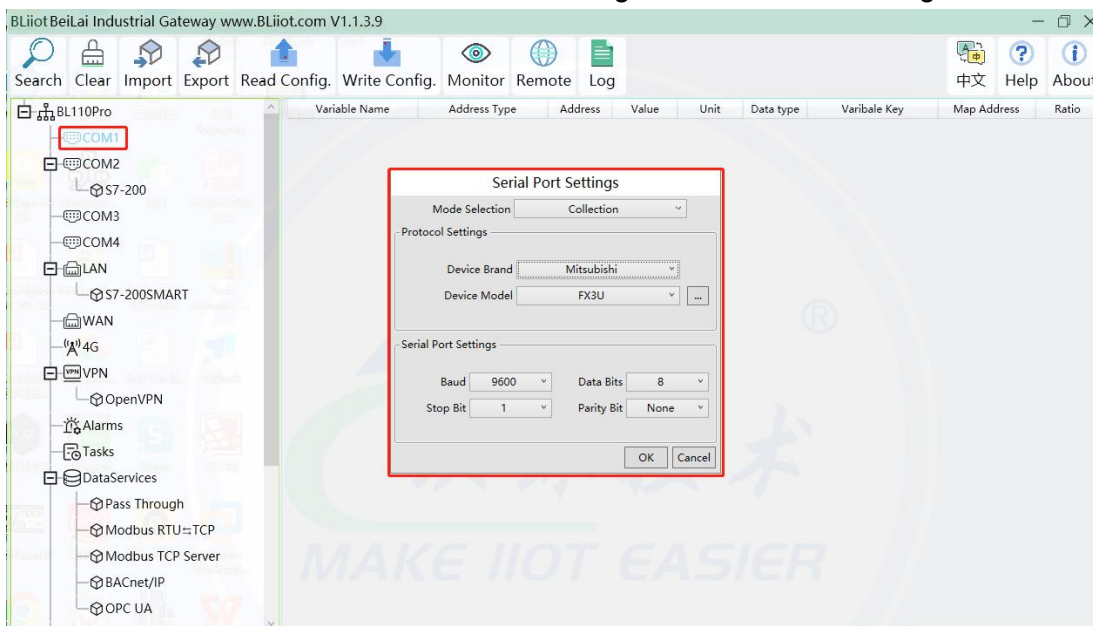 BLiiot BeiLai Industrial Gateway www.BLiiot.com V1.1.3.9
Search Clear Import Export Read Config. Write Config. Monitor Remote Log 中文 Help About
Variable Name Address Type Address Value Unit Data type Varibale Key Map Address Ratio
BL110Pro
COM1
COM2
S7-200
COM3
COM4
LAN
S7-200SMART
WAN
4G
VPN VPN
OpenVPN
Alarms
Tasks
DataServices
Pass Through
Modbus RTU⇆TCP
Modbus TCP Server
BACnet/IP
OPC UA
Serial Port Settings
Mode Selection Collection
Protocol Settings
Device Brand Mitsubishi
Device Model FX3U ...
Serial Port Settings
Baud 9600 Data Bits 8
Stop Bit 1 Parity Bit None
OK Cancel
®
MAKE IIOT EASIER